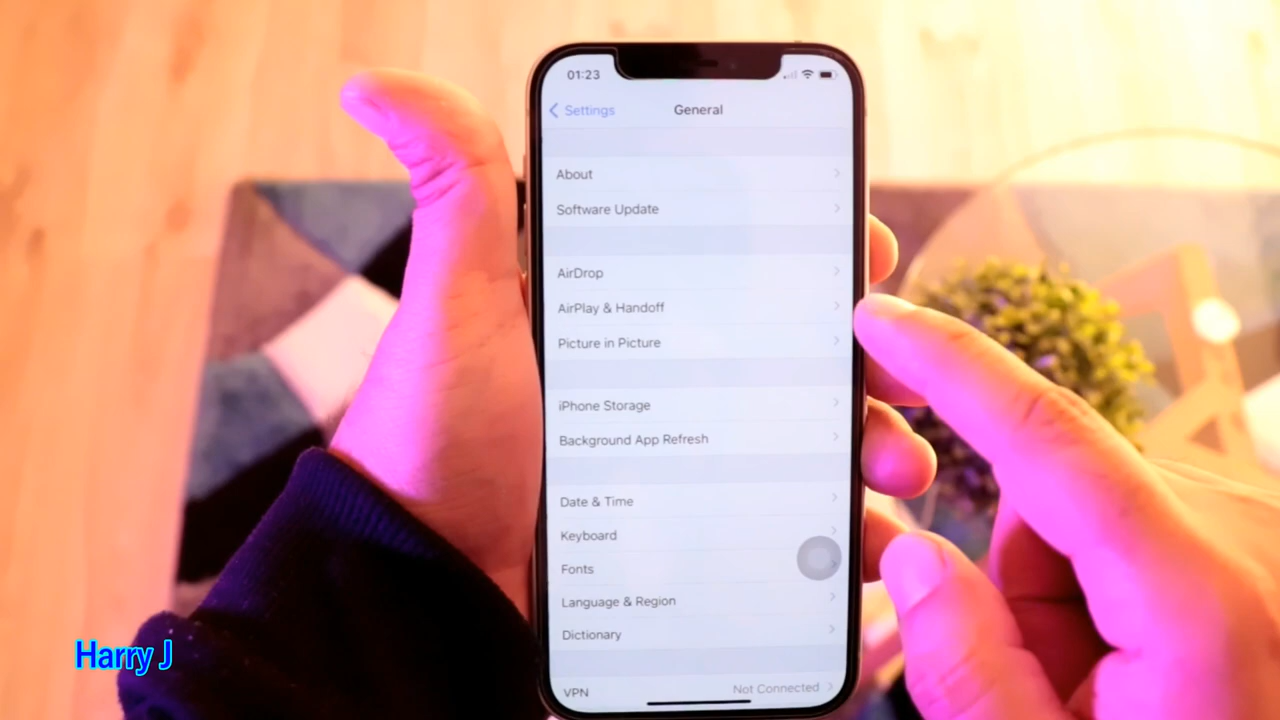 01:23
Settings
General
About
Software Update
AirDrop
AirPlay & Handoff
Picture in Picture
iPhone Storage
Background App Refresh
Date & Time
Keyboard
Fonts
Language & Region
Dictionary
VPN Not Connected
Harry J